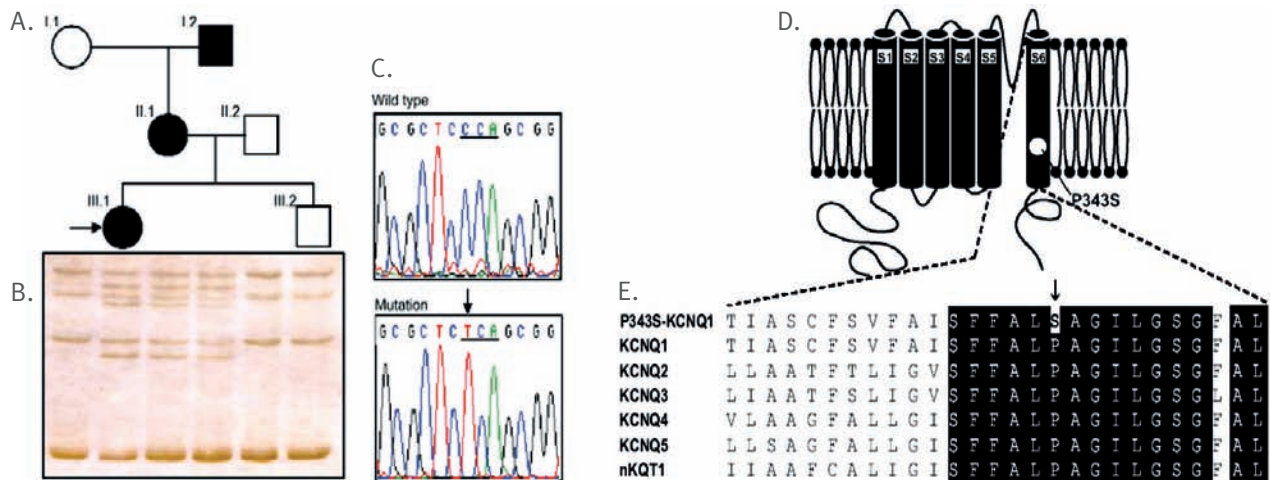 A.
I.1
I.2
II.1
II.2
III.1
III.2
B.
C.
Wild type
G C G C T C C C A G C G G
Mutation
G C G C T C T C A G C G G
D.
S1 S2 S3 S4 S5 S6
P343S
E.
P343S-KCNQ1 T I A S C F S V F A I S F F A L S A G I L G S G F A L
KCNQ1 T I A S C F S V F A I S F F A L P A G I L G S G F A L
KCNQ2 L L A A T F T L I G V S F F A L P A G I L G S G F A L
KCNQ3 L I A A T F S L I G V S F F A L P A G I L G S G L A L
KCNQ4 V L A A G F A L L G I S F F A L P A G I L G S G F A L
KCNQ5 L L S A G F A L L G I S F F A L P A G I L G S G F A L
nKQT1 I I A A F C A L I G I S F F A L P A G I L G S G F A L